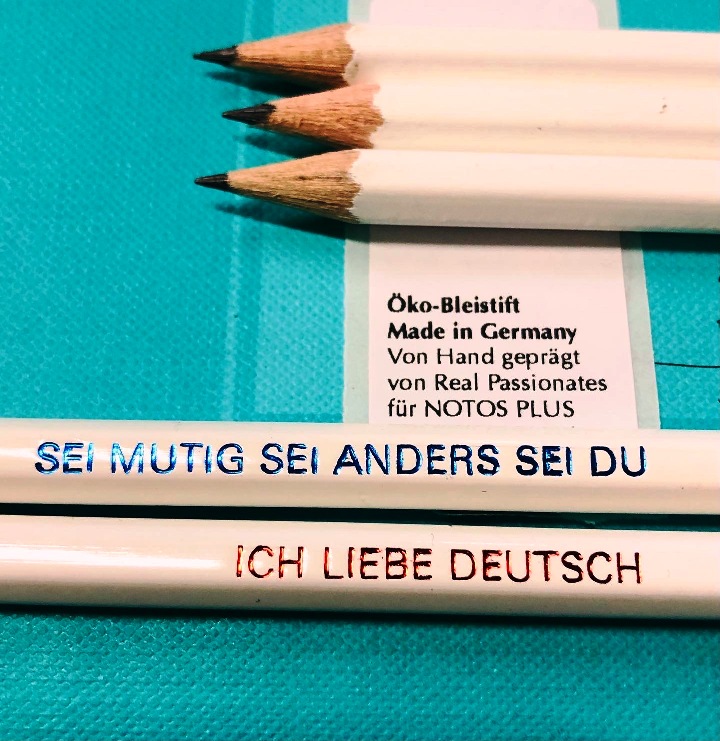 Öko-Bleistift
Made in Germany
Von Hand geprägt
von Real Passionates
für NOTOS PLUS
SEI MUTIG SEI ANDERS SEI DU
ICH LIEBE DEUTSCH